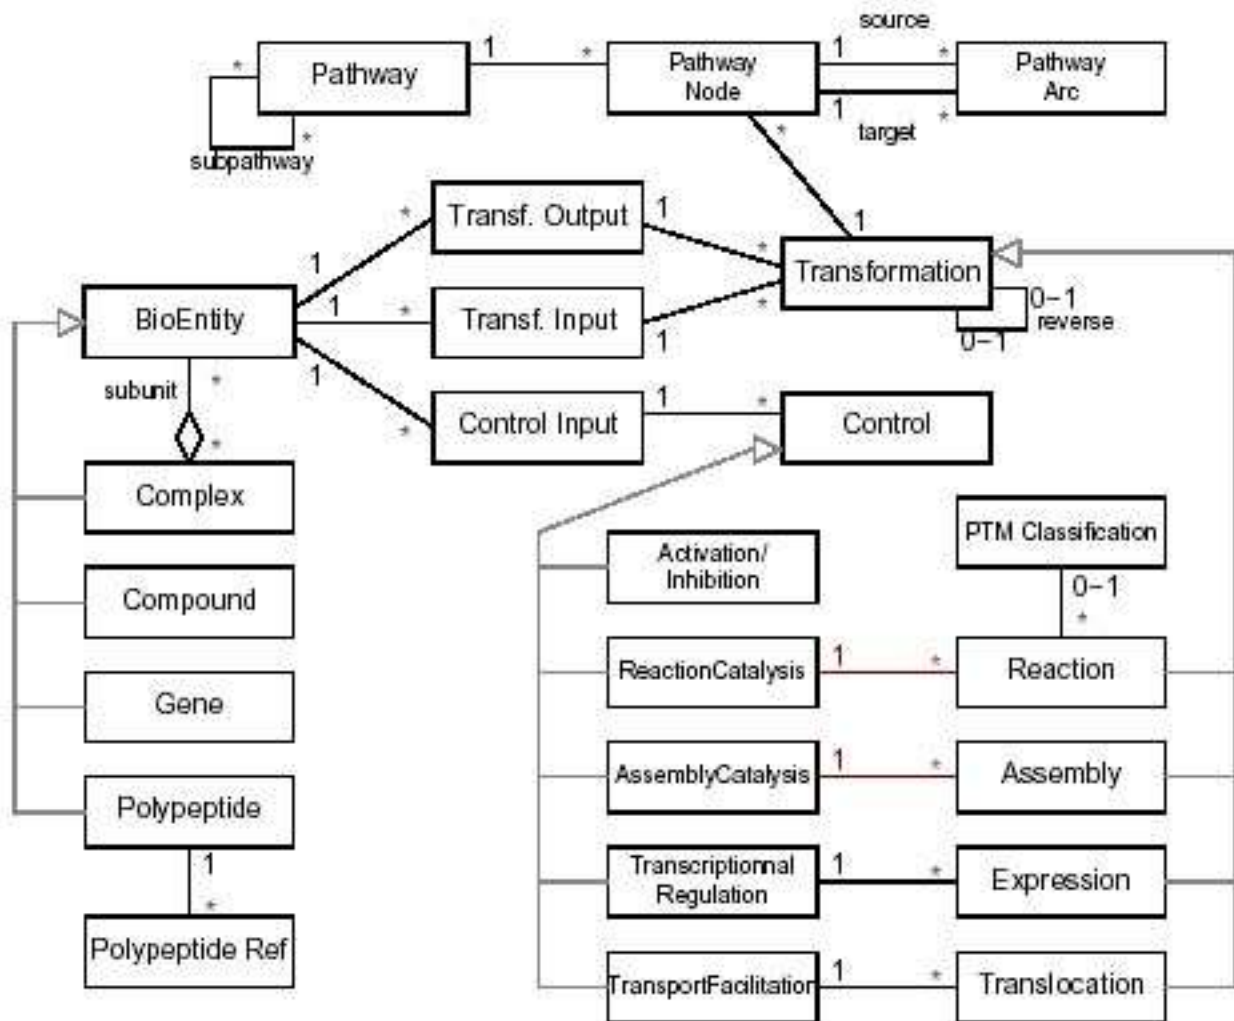 source
1 * 1 *
* Pathway Pathway Pathway
Node Arc
1 *
* * target
subpathway
* Transf. Output 1
1 * 1
Transformation
1 * Transf. Input * 0-1
BioEntity 1 reverse
0-1
subunit * 1 1 *
* Control Input Control
*
Complex
PTM Classification
Activation/
Inhibition
0-1
Compound *
1 *
ReactionCatalysis Reaction
Gene
1 *
AssemblyCatalysis Assembly
Polypeptide
1 1 *
Transcriptionnal Expression
Regulation
*
Polypeptide Ref
1 *
TransportFacilitation Translocation